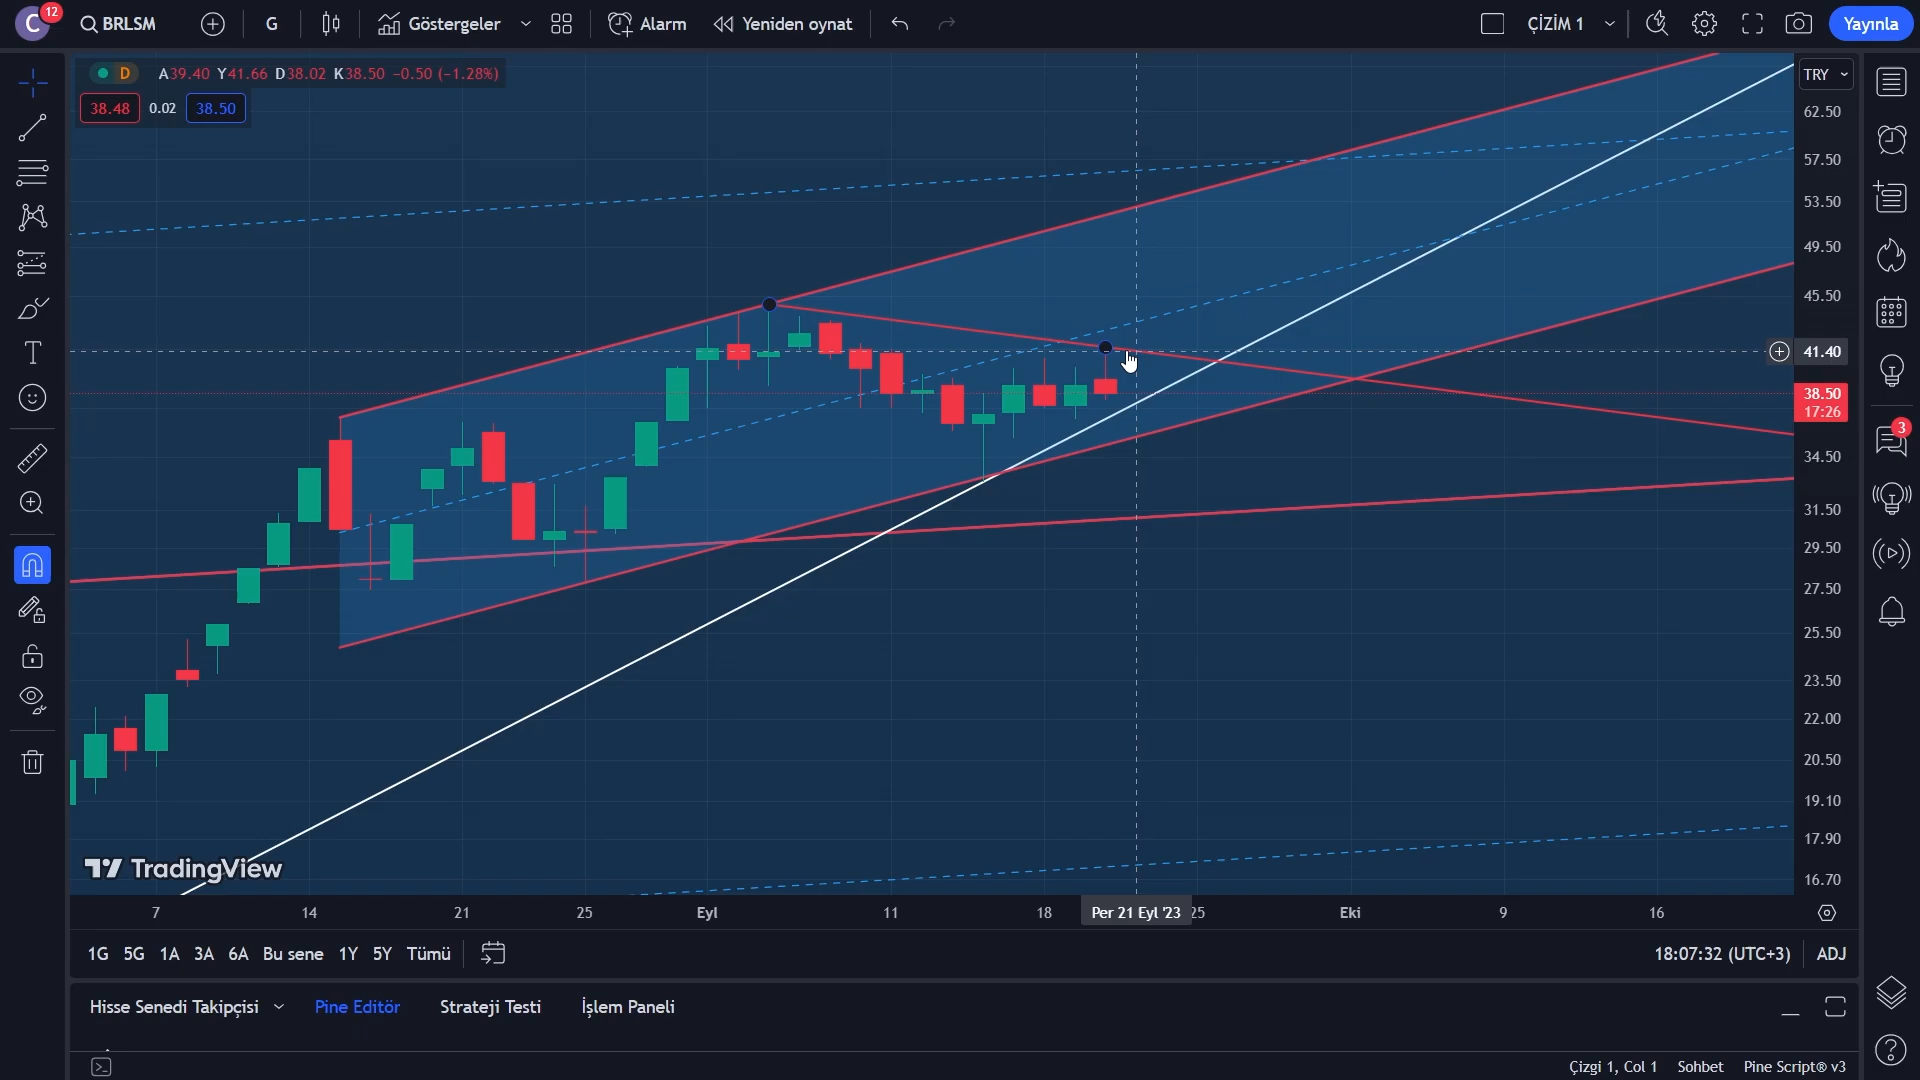 C 12 BRLSM G Göstergeler Alarm Yeniden oynat ÇİZİM 1 Yayınla
D A39.40 Y41.66 D38.02 K38.50 −0.50 (−1.28%)
38.48 0.02 38.50
TRY
62.50
57.50
53.50
49.50
45.50
41.40
38.50
17:26
34.50
31.50
29.50
27.50
25.50
23.50
22.00
20.50
19.10
17.90
16.70
3
TradingView
7 14 21 25 Eyl 11 18 Per 21 Eyl '23 25 Eki 9 16
1G 5G 1A 3A 6A Bu sene 1Y 5Y Tümü 18:07:32 (UTC+3) ADJ
Hisse Senedi Takipçisi Pine Editör Strateji Testi İşlem Paneli
Çizgi 1, Col 1 Sohbet Pine Script® v3